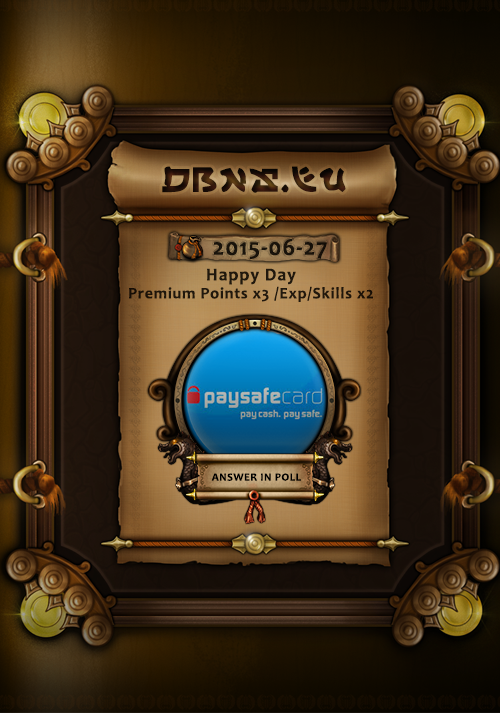 DBNS.EU
2015-06-27
Happy Day
Premium Points x3 /Exp/Skills x2
paysafecard
pay cash. pay safe.
ANSWER IN POLL